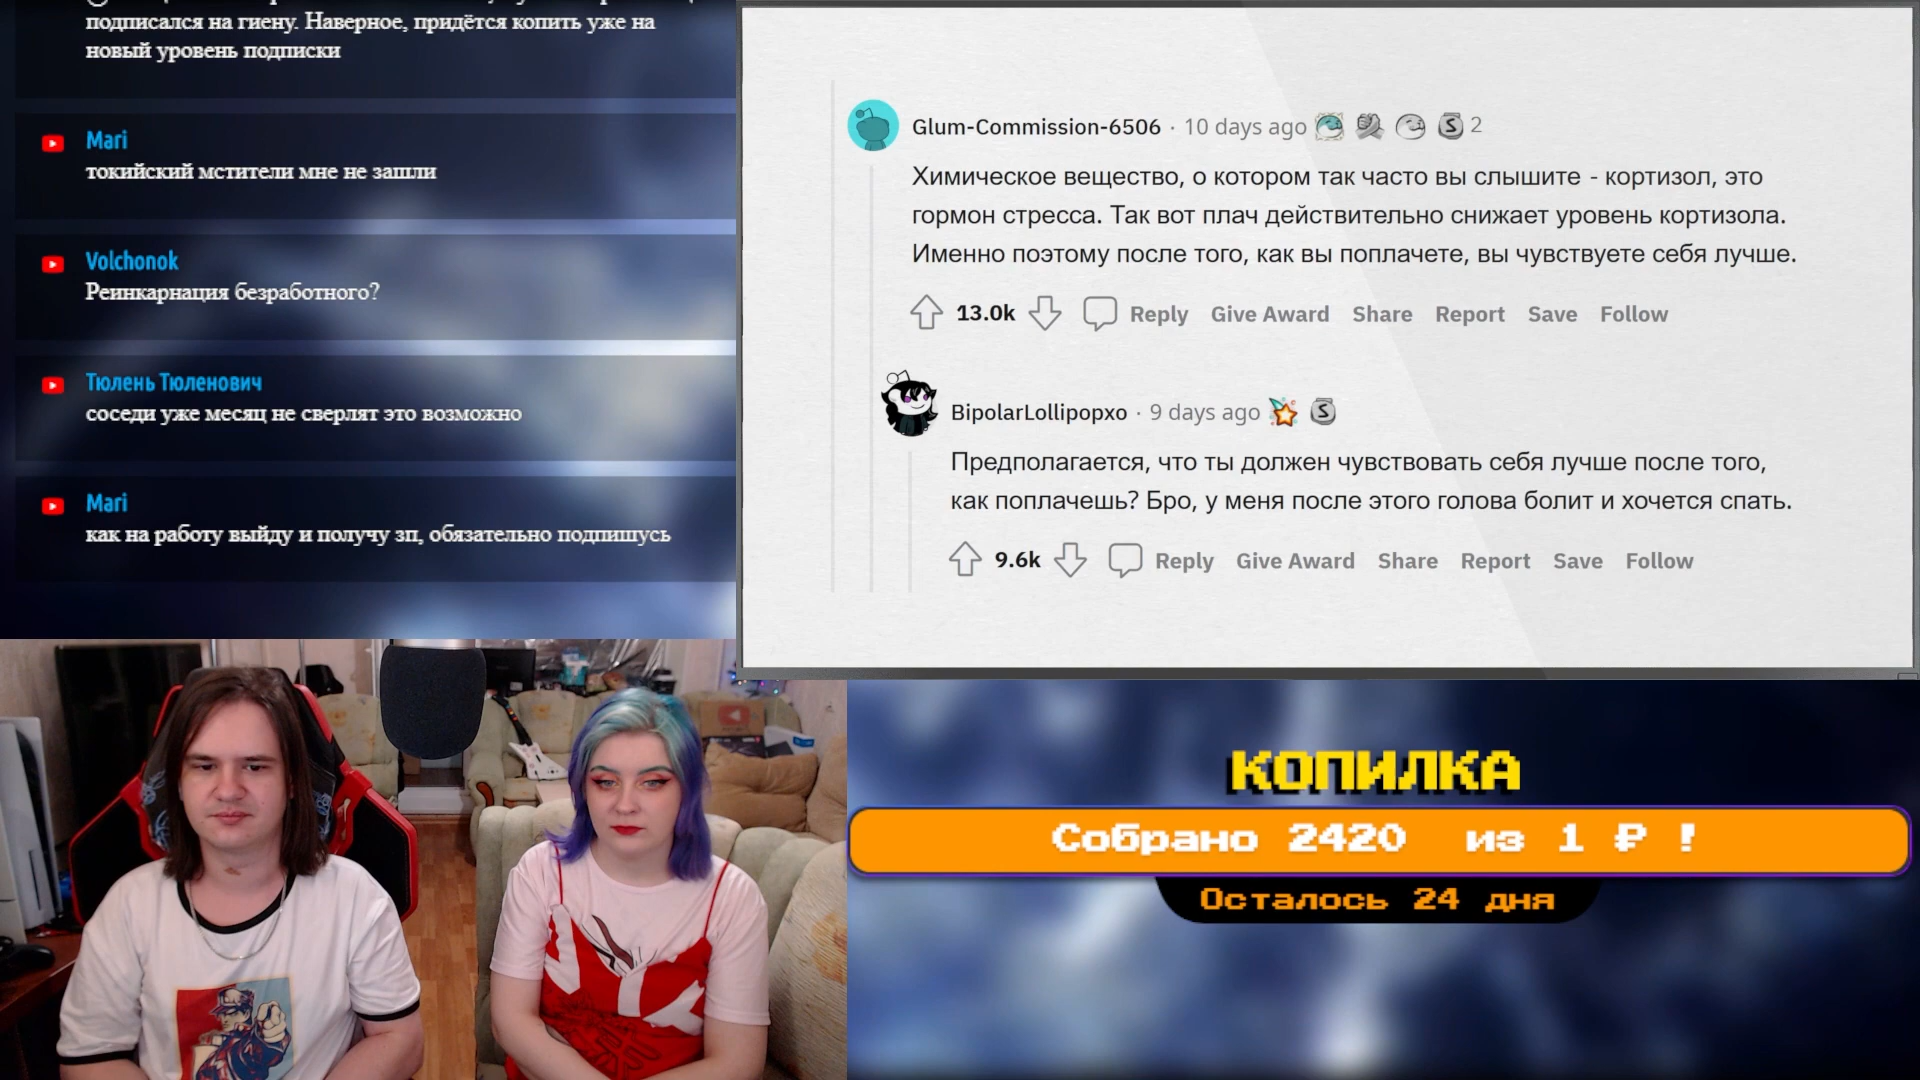 подписался на гиену. Наверное, придётся копить уже на
новый уровень подписки
Mari
токийский мстители мне не зашли
Volchonok
Реинкарнация безработного?
Тюлень Тюленович
соседи уже месяц не сверлят это возможно
Mari
как на работу выйду и получу зп, обязательно подпишусь
Glum-Commission-6506 · 10 days ago 2
Химическое вещество, о котором так часто вы слышите - кортизол, это
гормон стресса. Так вот плач действительно снижает уровень кортизола.
Именно поэтому после того, как вы поплачете, вы чувствуете себя лучше.
13.0k Reply Give Award Share Report Save Follow
BipolarLollipopxo · 9 days ago
Предполагается, что ты должен чувствовать себя лучше после того,
как поплачешь? Бро, у меня после этого голова болит и хочется спать.
9.6k Reply Give Award Share Report Save Follow
КОПИЛКА
Собрано 2420 из 1 ₽ !
Осталось 24 дня